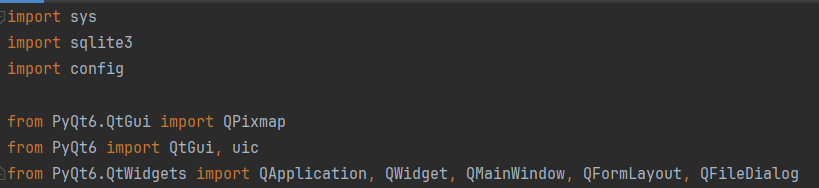 import sys
import sqlite3
import config
from PyQt6.QtGui import QPixmap
from PyQt6 import QtGui, uic
from PyQt6.QtWidgets import QApplication, QWidget, QMainWindow, QFormLayout, QFileDialog